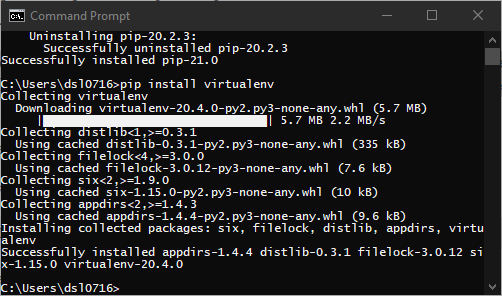 Command Prompt
Uninstalling pip-20.2.3:
Successfully uninstalled pip-20.2.3
Successfully installed pip-21.0
C:\Users\dsl0716>pip install virtualenv
Collecting virtualenv
Downloading virtualenv-20.4.0-py2.py3-none-any.whl (5.7 MB)
| | 5.7 MB 2.2 MB/s
Collecting distlib<1,>=0.3.1
Using cached distlib-0.3.1-py2.py3-none-any.whl (335 kB)
Collecting filelock<4,>=3.0.0
Using cached filelock-3.0.12-py3-none-any.whl (7.6 kB)
Collecting six<2,>=1.9.0
Using cached six-1.15.0-py2.py3-none-any.whl (10 kB)
Collecting appdirs<2,>=1.4.3
Using cached appdirs-1.4.4-py2.py3-none-any.whl (9.6 kB)
Installing collected packages: six, filelock, distlib, appdirs, virtu
alenv
Successfully installed appdirs-1.4.4 distlib-0.3.1 filelock-3.0.12 si
x-1.15.0 virtualenv-20.4.0
C:\Users\dsl0716>